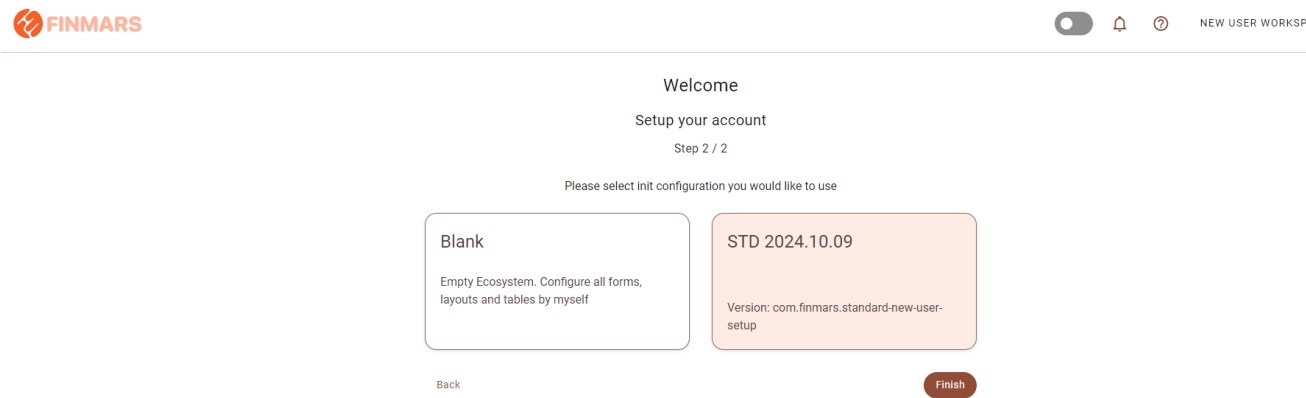 FINMARS
NEW USER WORKSP
Welcome
Setup your account
Step 2 / 2
Please select init configuration you would like to use
Blank
Empty Ecosystem. Configure all forms,
layouts and tables by myself
STD 2024.10.09
Version: com.finmars.standard-new-user-
setup
Back
Finish